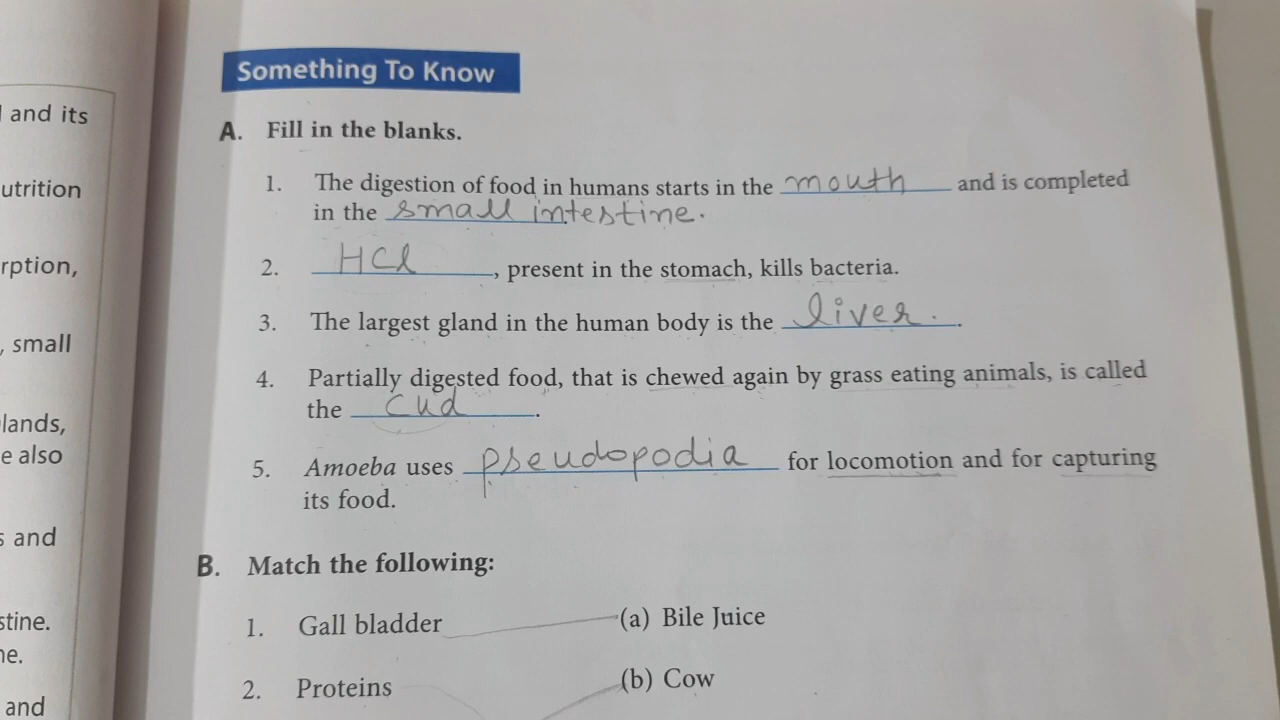 and its
utrition
rption,
, small
lands,
e also
s and
stine.
ne.
and
Something To Know
A. Fill in the blanks.
1. The digestion of food in humans starts in the mouth and is completed
in the small intestine.
2. HCl, present in the stomach, kills bacteria.
3. The largest gland in the human body is the liver.
4. Partially digested food, that is chewed again by grass eating animals, is called
the cud.
5. Amoeba uses pseudopodia for locomotion and for capturing
its food.
B. Match the following:
1. Gall bladder (a) Bile Juice
2. Proteins (b) Cow